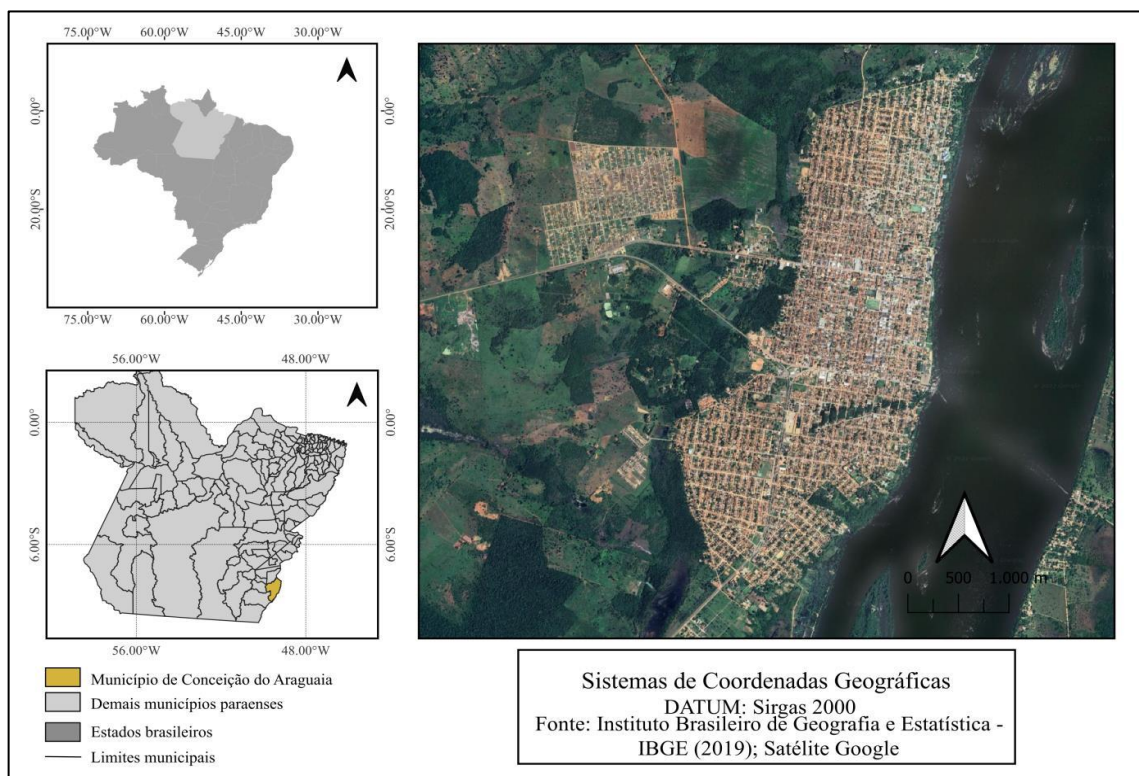 75.00°W 60.00°W 45.00°W 30.00°W
0.00°
20.00°S
0.00°
20.00°S
75.00°W 60.00°W 45.00°W 30.00°W
56.00°W 48.00°W
0.00°
6.00°S
0.00°
6.00°S
56.00°W 48.00°W
Município de Conceição do Araguaia
Demais municípios paraenses
Estados brasileiros
Limites municipais
0 500 1.000 m
Sistemas de Coordenadas Geográficas
DATUM: Sirgas 2000
Fonte: Instituto Brasileiro de Geografia e Estatística -
IBGE (2019); Satélite Google